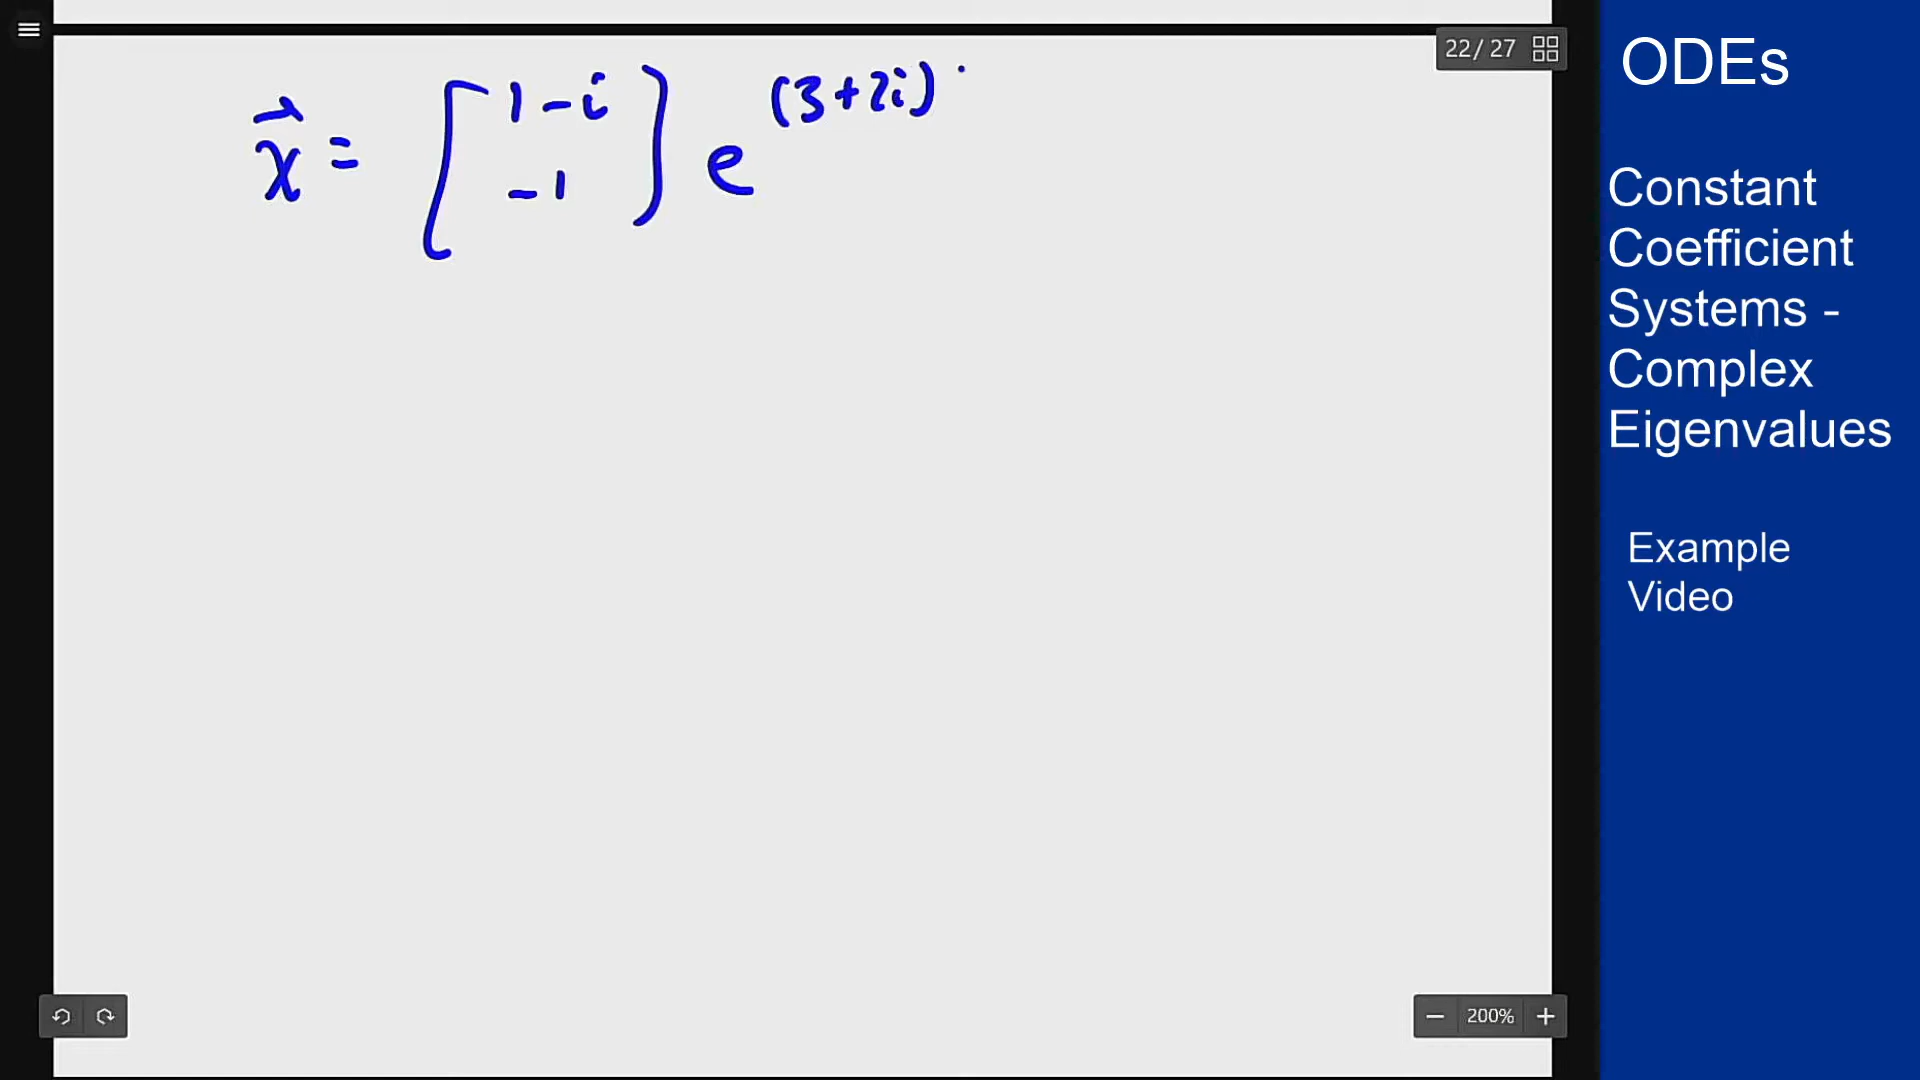 22 / 27
x⃗ = [ 1 - i
-1 ] e^(3+2i)
ODEs
Constant
Coefficient
Systems -
Complex
Eigenvalues
Example
Video
200%